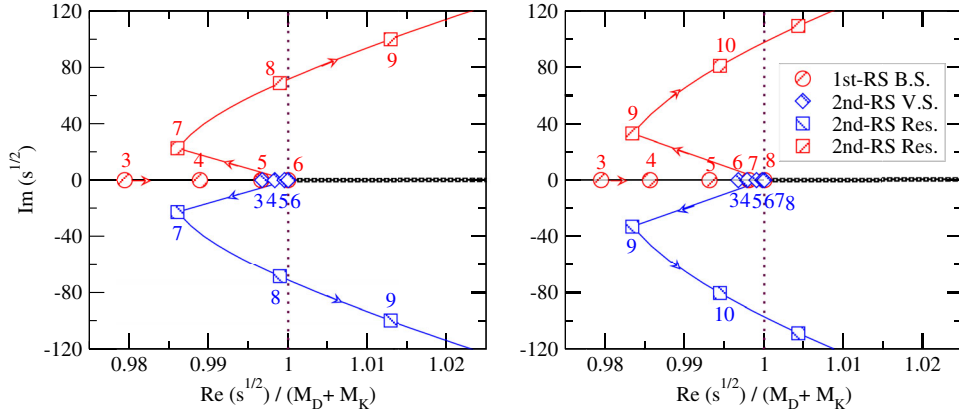 120
80
40
0
-40
-80
-120
Im (s^{1/2})
0.98 0.99 1 1.01 1.02
Re (s^{1/2}) / (M_D + M_K)
3 4 5 6
7
8
9
3 4 5 6
7
8
9
120
80
40
0
-40
-80
-120
0.98 0.99 1 1.01 1.02
Re (s^{1/2}) / (M_D + M_K)
3 4 5 6 7 8
9
10
3 4 5 6 7 8
9
10
1st-RS B.S.
2nd-RS V.S.
2nd-RS Res.
2nd-RS Res.